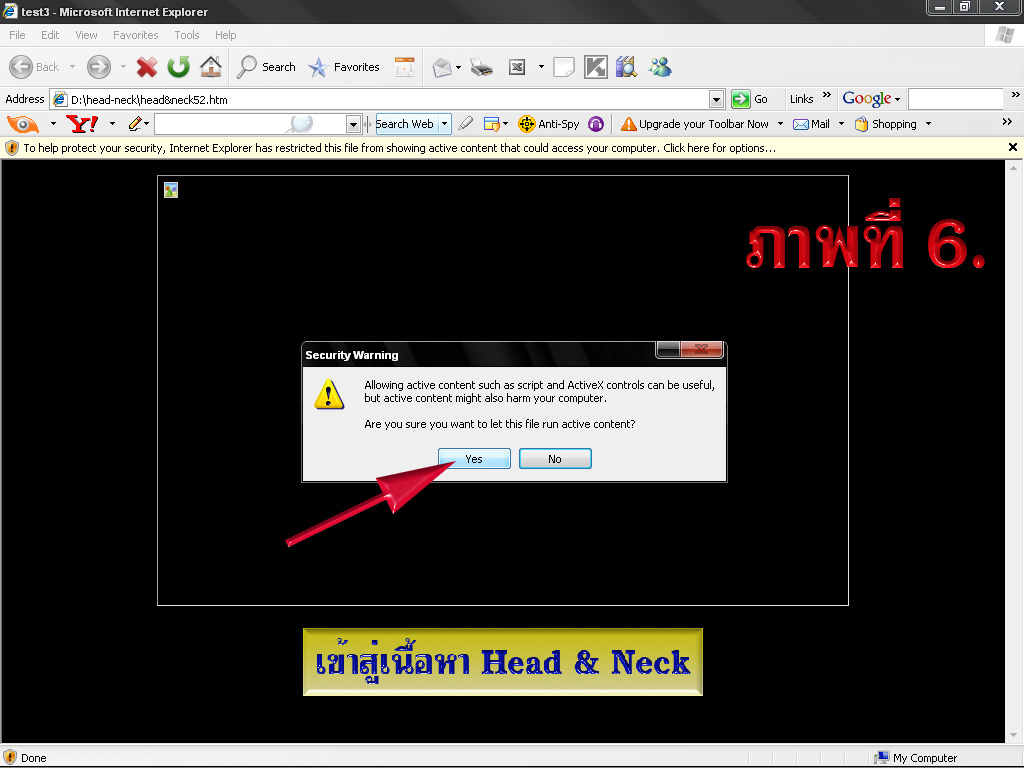 test3 - Microsoft Internet Explorer
File Edit View Favorites Tools Help
Back Search Favorites
Address D:\head-neck\head&neck52.htm Go Links » Google »
Y! Search Web Anti-Spy Upgrade your Toolbar Now Mail Shopping »
To help protect your security, Internet Explorer has restricted this file from showing active content that could access your computer. Click here for options...
ภาพที่ 6.
Security Warning
Allowing active content such as script and ActiveX controls can be useful,
but active content might also harm your computer.
Are you sure you want to let this file run active content?
Yes No
เข้าสู่เนื้อหา Head & Neck
Done My Computer